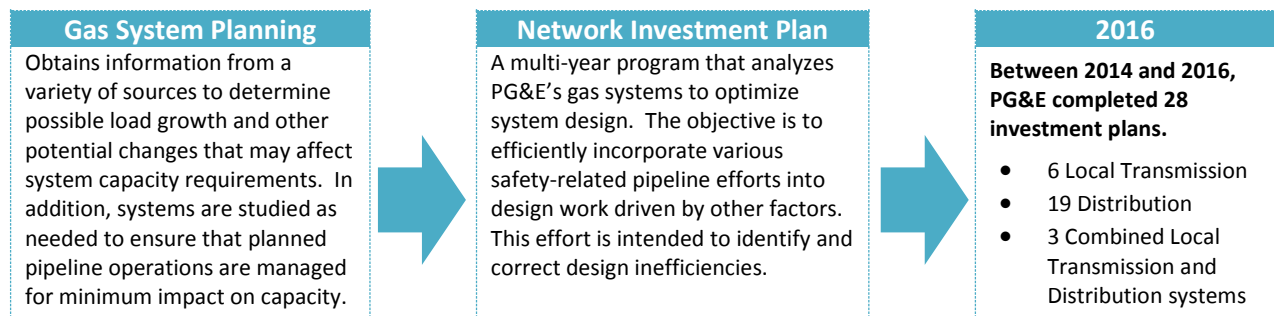 Gas System Planning
Obtains information from a
variety of sources to determine
possible load growth and other
potential changes that may affect
system capacity requirements.  In
addition, systems are studied as
needed to ensure that planned
pipeline operations are managed
for minimum impact on capacity.
Network Investment Plan
A multi-year program that analyzes
PG&E’s gas systems to optimize
system design.  The objective is to
efficiently incorporate various
safety-related pipeline efforts into
design work driven by other factors.
This effort is intended to identify and
correct design inefficiencies.
2016
Between 2014 and 2016,
PG&E completed 28
investment plans.
• 6 Local Transmission
• 19 Distribution
• 3 Combined Local
Transmission and
Distribution systems